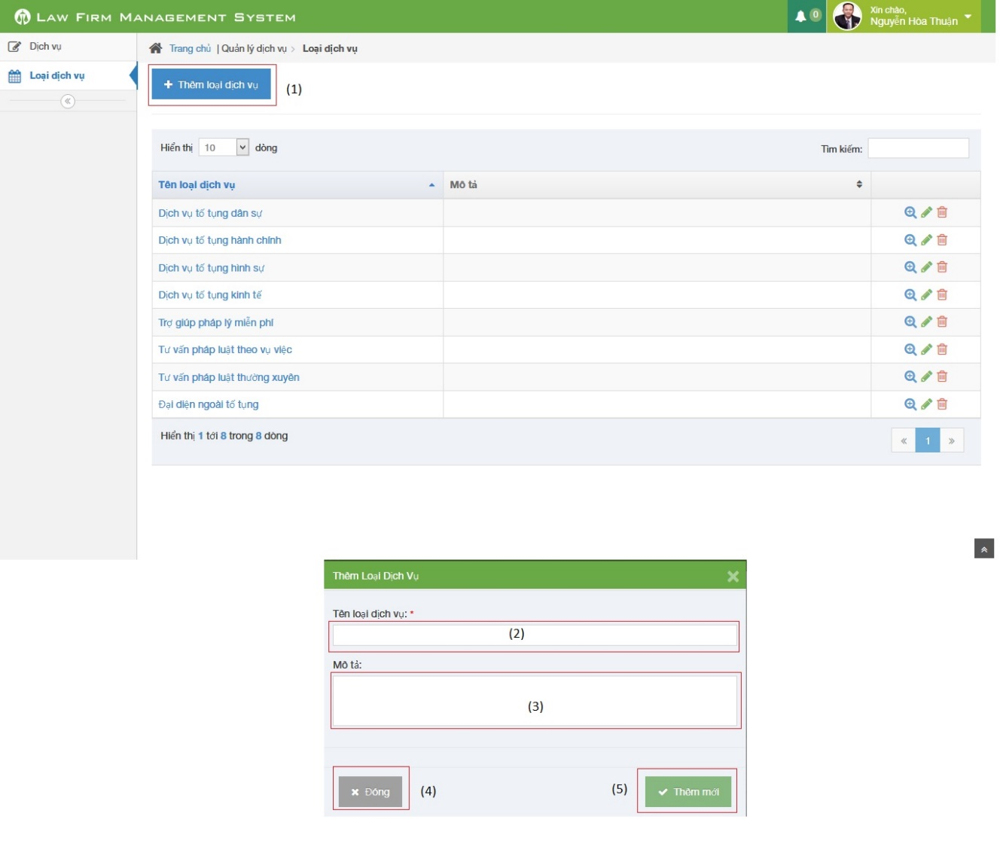 LAW FIRM MANAGEMENT SYSTEM
0
Xin chào,
Nguyễn Hòa Thuận
Dịch vụ
Loại dịch vụ
Trang chủ | Quản lý dịch vụ > Loại dịch vụ
+ Thêm loại dịch vụ
(1)
Hiển thị 10 dòng
Tìm kiếm:
Tên loại dịch vụ
Mô tả
Dịch vụ tố tụng dân sự
Dịch vụ tố tụng hành chính
Dịch vụ tố tụng hình sự
Dịch vụ tố tụng kinh tế
Trợ giúp pháp lý miễn phí
Tư vấn pháp luật theo vụ việc
Tư vấn pháp luật thường xuyên
Đại diện ngoài tố tụng
Hiển thị 1 tới 8 trong 8 dòng
« 1 »
Thêm Loại Dịch Vụ
Tên loại dịch vụ: *
(2)
Mô tả:
(3)
Đóng
(4)
(5)
Thêm mới